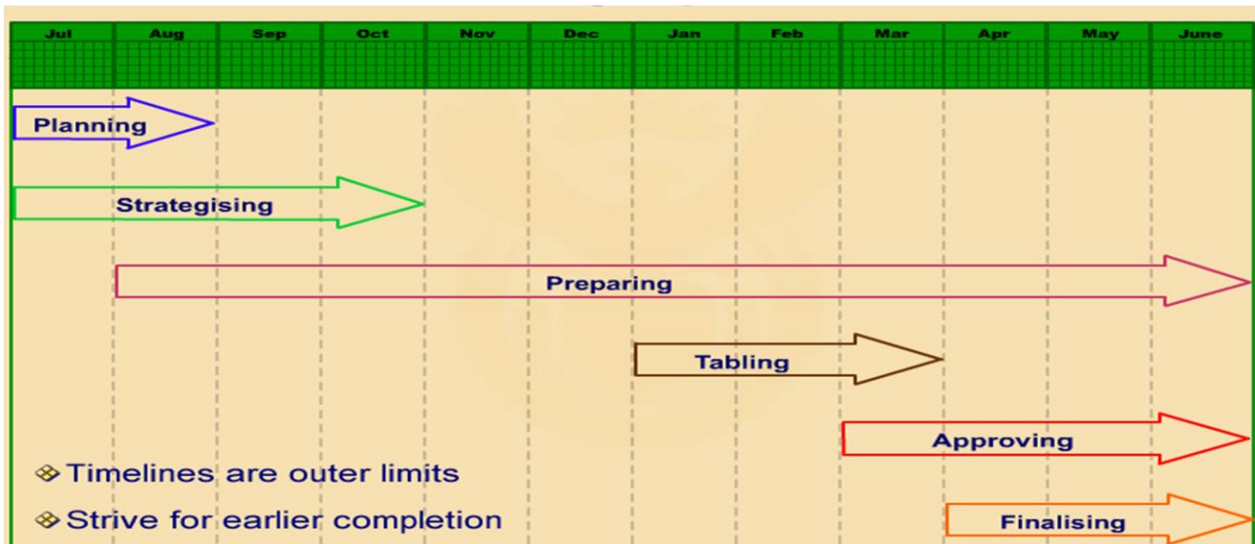 Jul Aug Sep Oct Nov Dec Jan Feb Mar Apr May June
Planning
Strategising
Preparing
Tabling
Approving
Timelines are outer limits
Strive for earlier completion
Finalising